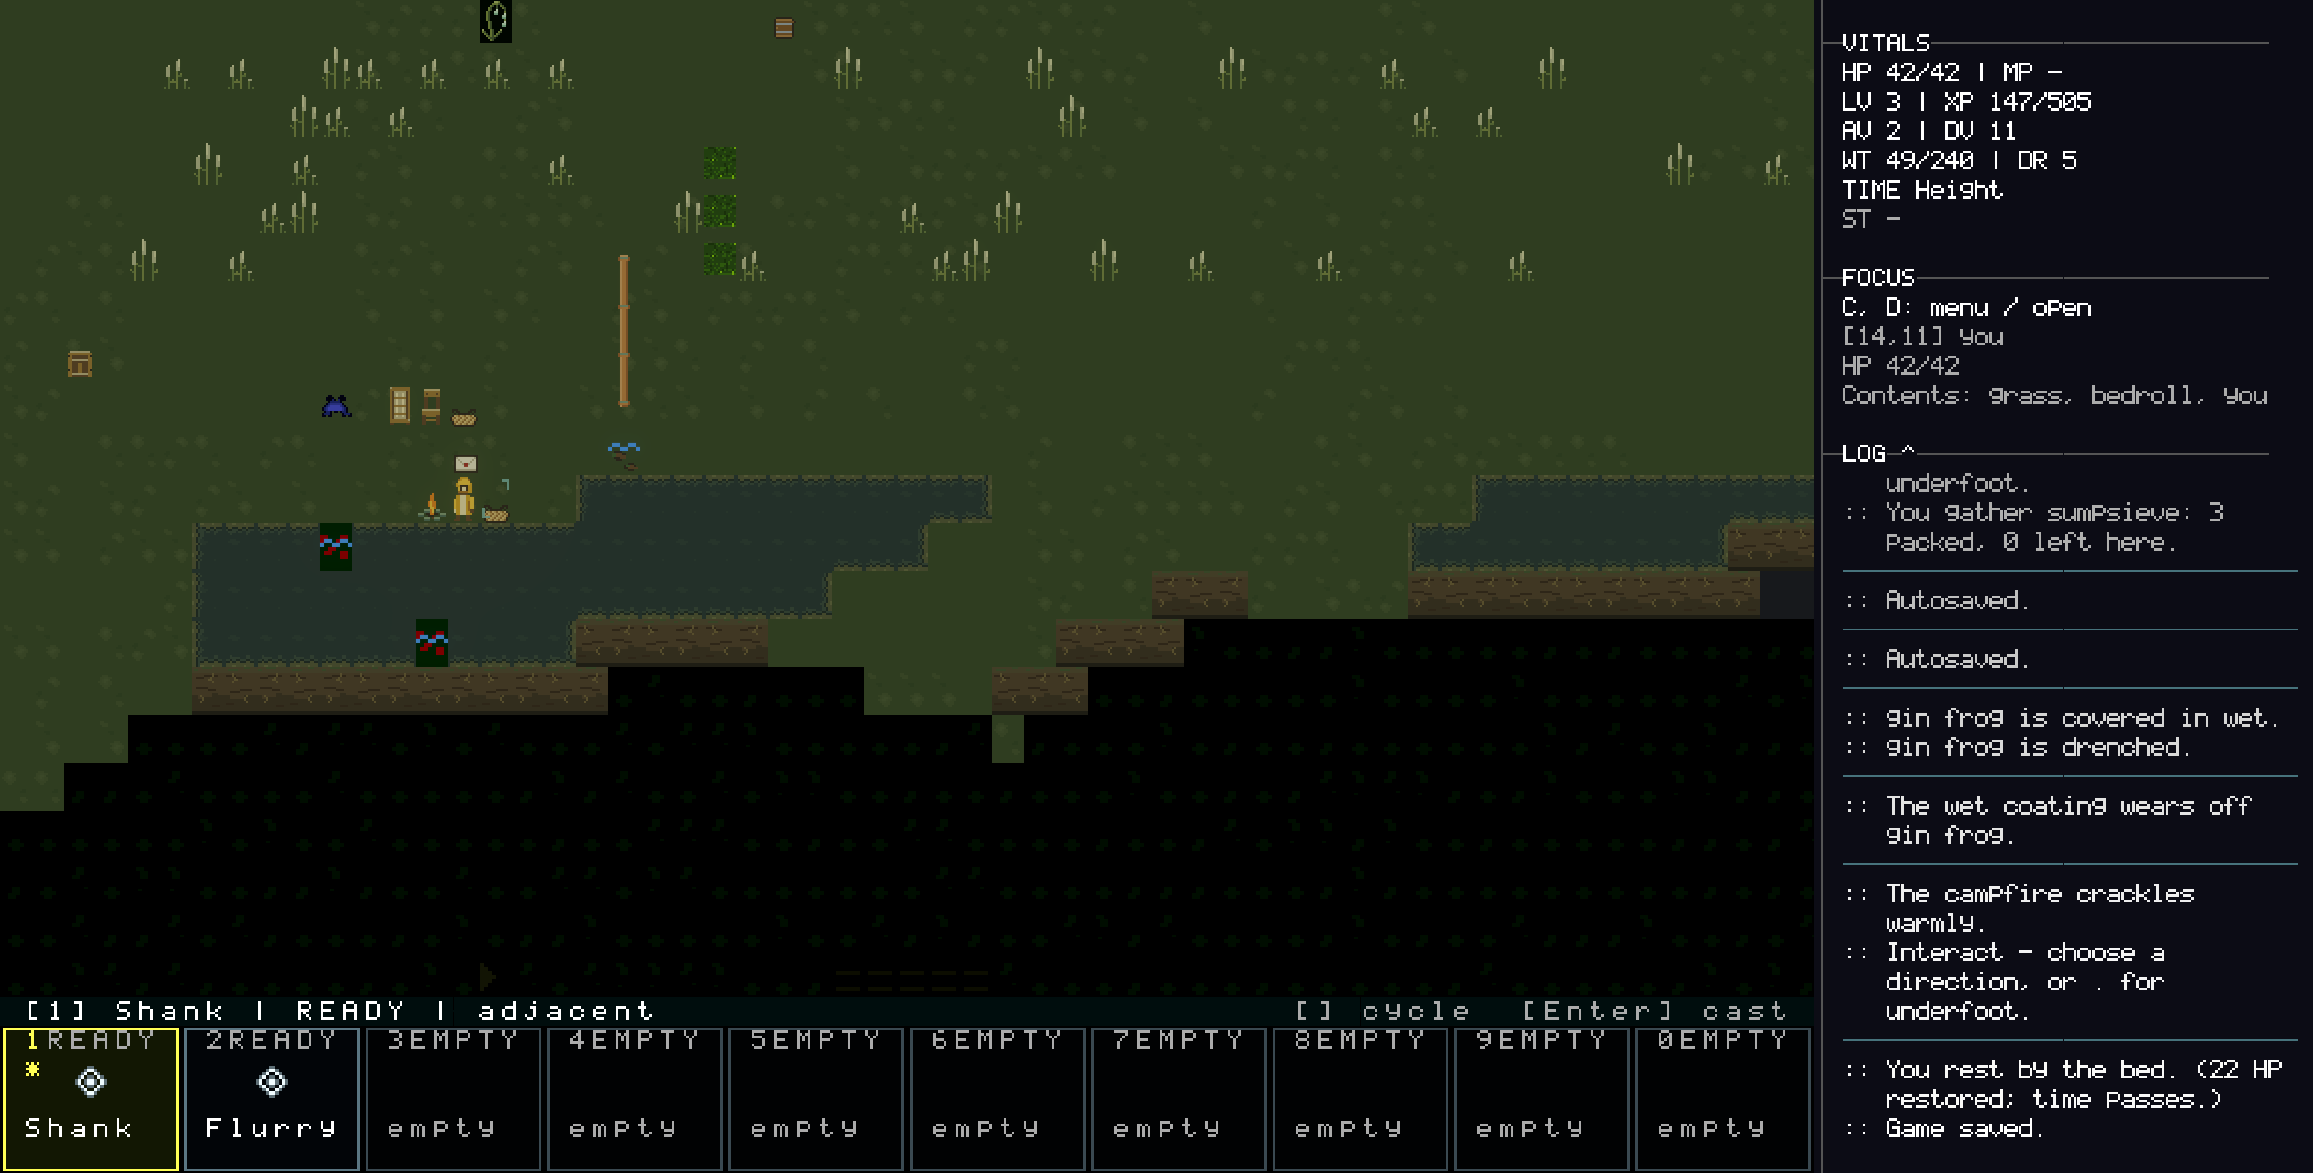 VITALS
HP 42/42 | MP -
LV 3 | XP 147/505
AV 2 | DV 11
WT 49/240 | DR 5
TIME Height
ST -
FOCUS
C, D: menu / open
[14,11] you
HP 42/42
Contents: grass, bedroll, you
LOG ^
underfoot.
:: You gather sumpsieve: 3
packed, 0 left here.
:: Autosaved.
:: Autosaved.
:: gin frog is covered in wet.
:: gin frog is drenched.
:: The wet coating wears off
gin frog.
:: The campfire crackles
warmly.
:: Interact - choose a
direction, or . for
underfoot.
:: You rest by the bed. (22 HP
restored; time passes.)
:: Game saved.
[1] Shank | READY | adjacent
[] cycle [Enter] cast
1READY 2READY 3EMPTY 4EMPTY 5EMPTY 6EMPTY 7EMPTY 8EMPTY 9EMPTY 0EMPTY
Shank Flurry empty empty empty empty empty empty empty empty